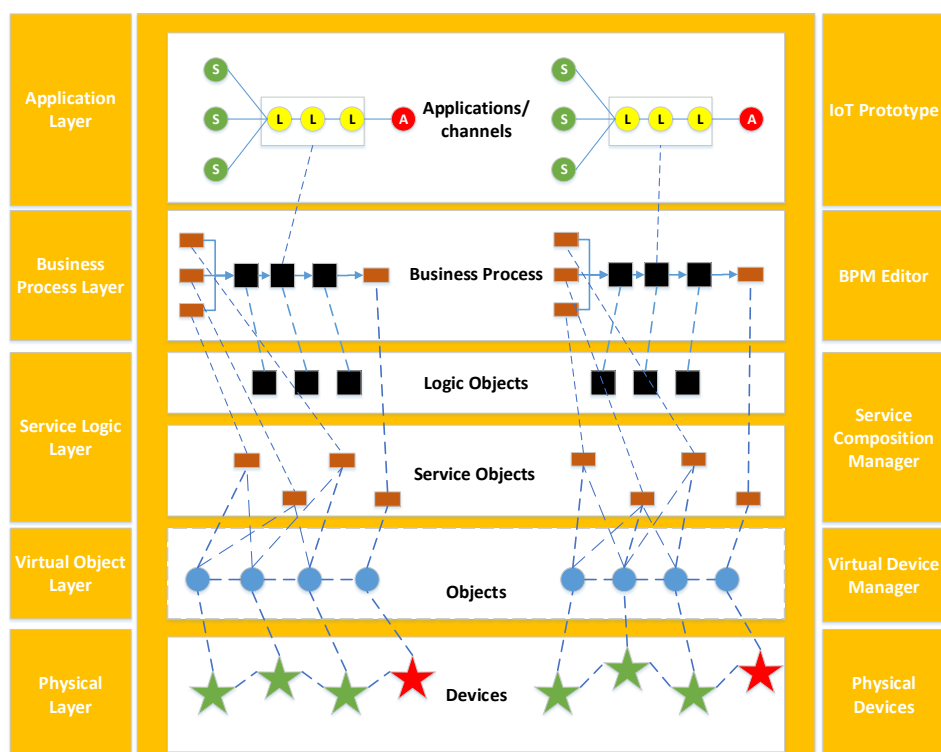 Application
Layer
S
S
S
L L L A
Applications/
channels
S
S
S
L L L A
IoT Prototype
Business
Process Layer
Business Process
BPM Editor
Service Logic
Layer
Logic Objects
Service Objects
Service
Composition
Manager
Virtual Object
Layer
Objects
Virtual Device
Manager
Physical
Layer
Devices
Physical
Devices